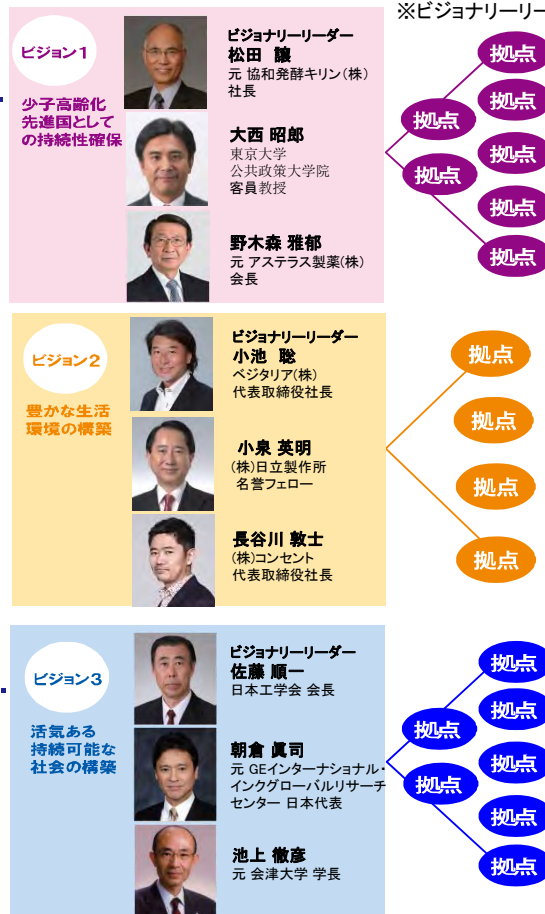 ※ビジョナリーリー
ビジョン1
少子高齢化
先進国として
の持続性確保
ビジョナリーリーダー
松田 譲
元 協和発酵キリン(株)
社長
大西 昭郎
東京大学
公共政策大学院
客員教授
野木森 雅郁
元 アステラス製薬(株)
会長
拠点
拠点
拠点
拠点
拠点
拠点
拠点
ビジョン2
豊かな生活
環境の構築
ビジョナリーリーダー
小池 聡
ベジタリア(株)
代表取締役社長
小泉 英明
(株)日立製作所
名誉フェロー
長谷川 敦士
(株)コンセント
代表取締役社長
拠点
拠点
拠点
拠点
ビジョン3
活気ある
持続可能な
社会の構築
ビジョナリーリーダー
佐藤 順一
日本工学会 会長
朝倉 眞司
元 GEインターナショナル・
インクグローバルリサーチ
センター 日本代表
池上 徹彦
元 会津大学 学長
拠点
拠点
拠点
拠点
拠点
拠点
拠点